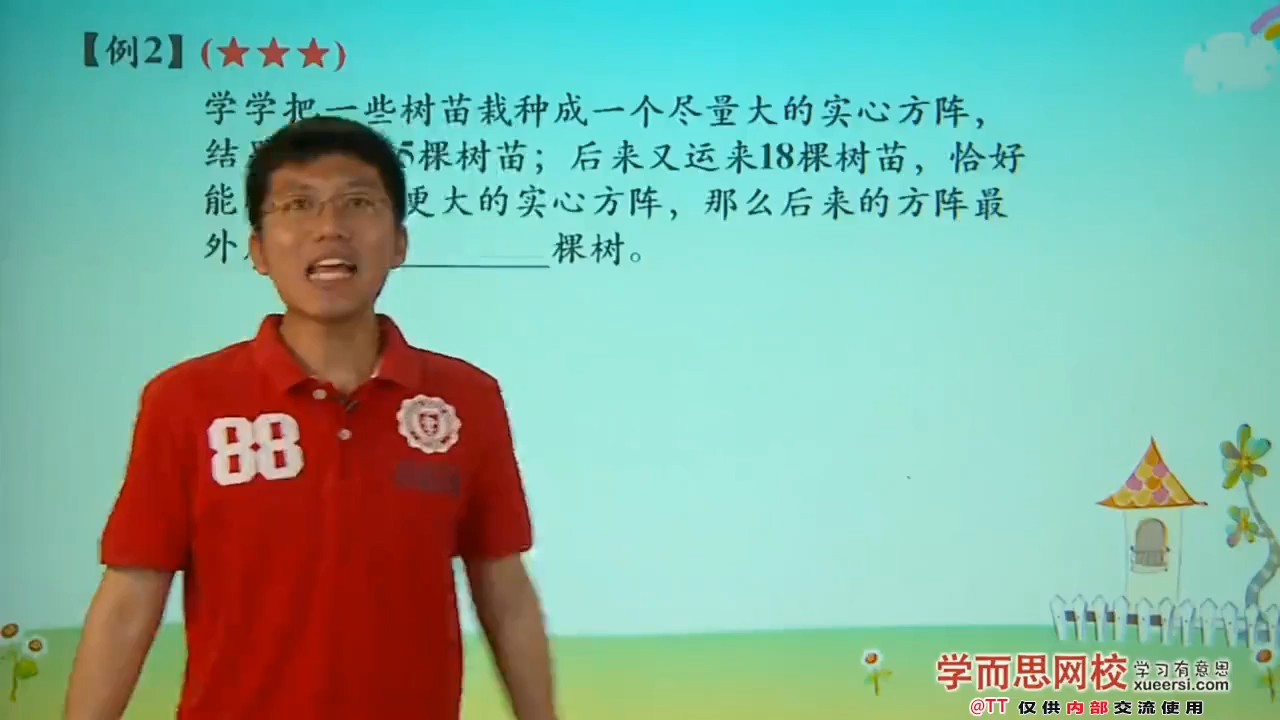 【例2】(★★★)
学学把一些树苗栽种成一个尽量大的实心方阵,
结 5棵树苗; 后来又运来18棵树苗, 恰好
能 更大的实心方阵, 那么后来的方阵最
外 棵树。
88
学而思网校 学习有意思
xueersi.com
@TT 仅供内部交流使用